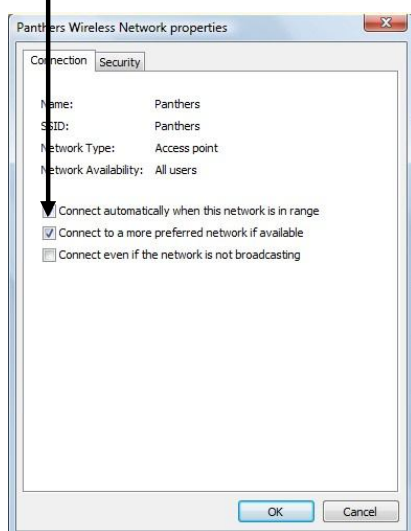 Panthers Wireless Network properties
Connection Security
Name: Panthers
SSID: Panthers
Network Type: Access point
Network Availability: All users
Connect automatically when this network is in range
Connect to a more preferred network if available
Connect even if the network is not broadcasting
OK Cancel